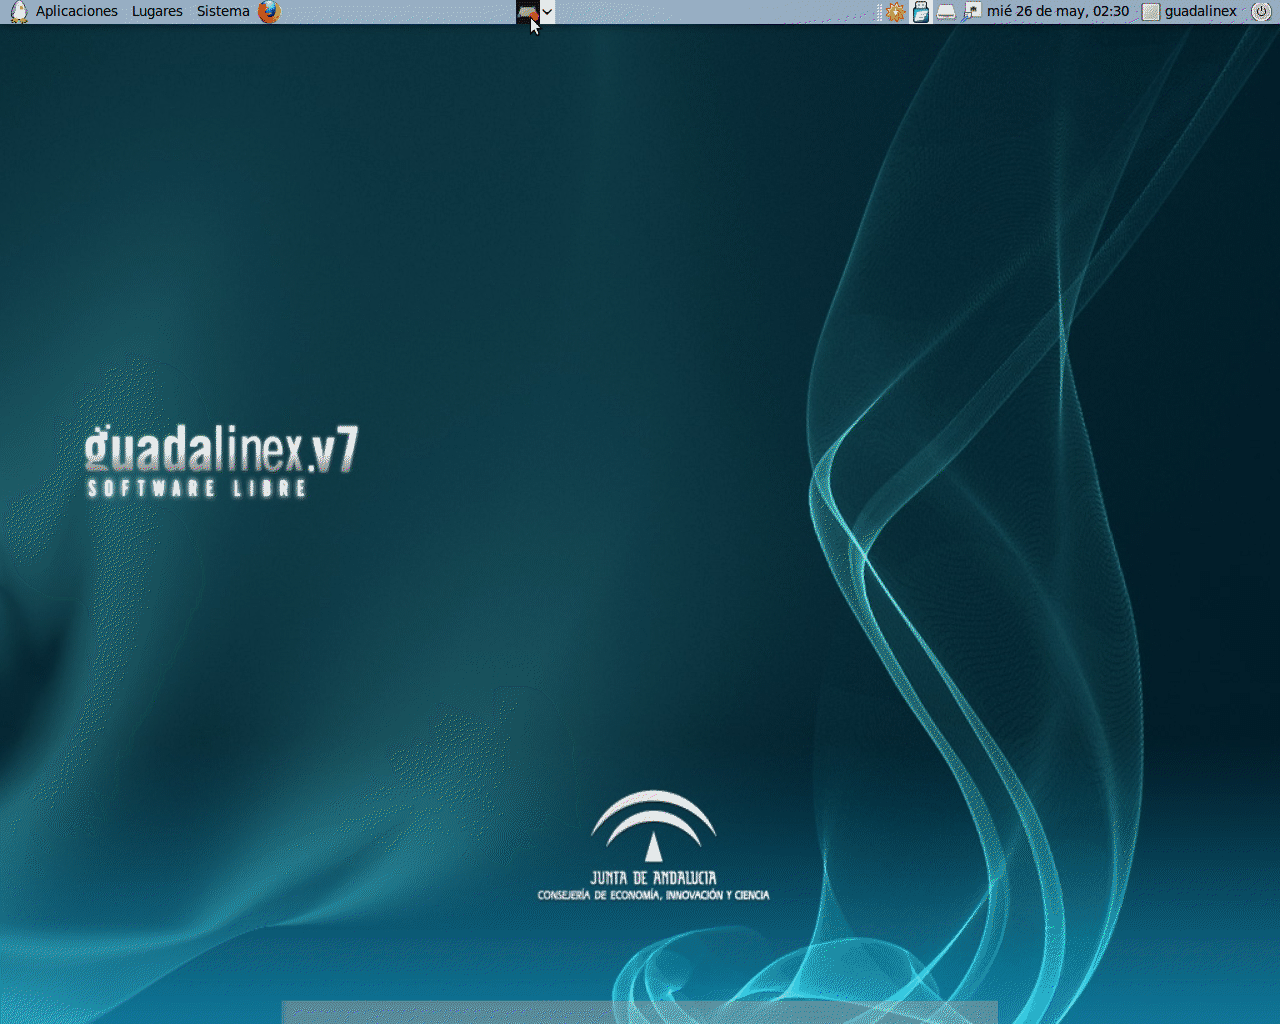 Aplicaciones Lugares Sistema mié 26 de may, 02:30 guadalinex
guadalinex.v7
SOFTWARE LIBRE
JUNTA DE ANDALUCIA
CONSEJERÍA DE ECONOMÍA, INNOVACIÓN Y CIENCIA